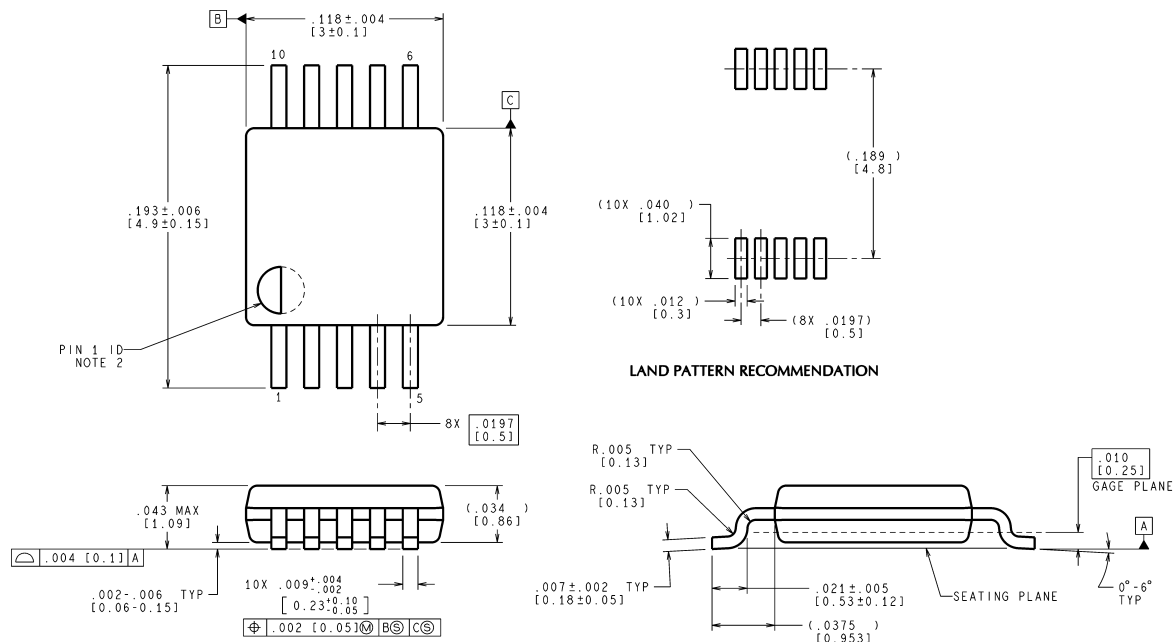 B
.118±.004
[3±0.1]
10
6
C
.193±.006
[4.9±0.15]
.118±.004
[3±0.1]
PIN 1 ID
NOTE 2
1
5
8X .0197
[0.5]
(.189 )
[4.8]
(10X .040 )
[1.02]
(10X .012 )
[0.3]
(8X .0197)
[0.5]
LAND PATTERN RECOMMENDATION
.043 MAX
[1.09]
(.034 )
[0.86]
⌓ .004 [0.1] A
.002-.006 TYP
[0.06-0.15]
10X .009+.004-.002
[ 0.23+0.10-0.05 ]
⌖ .002 [0.05]Ⓜ BⓈ CⓈ
R.005 TYP
[0.13]
R.005 TYP
[0.13]
.010
[0.25]
GAGE PLANE
A
.007±.002 TYP
[0.18±0.05]
.021±.005
[0.53±0.12]
SEATING PLANE
0°-6°
TYP
(.0375 )
[0.953]